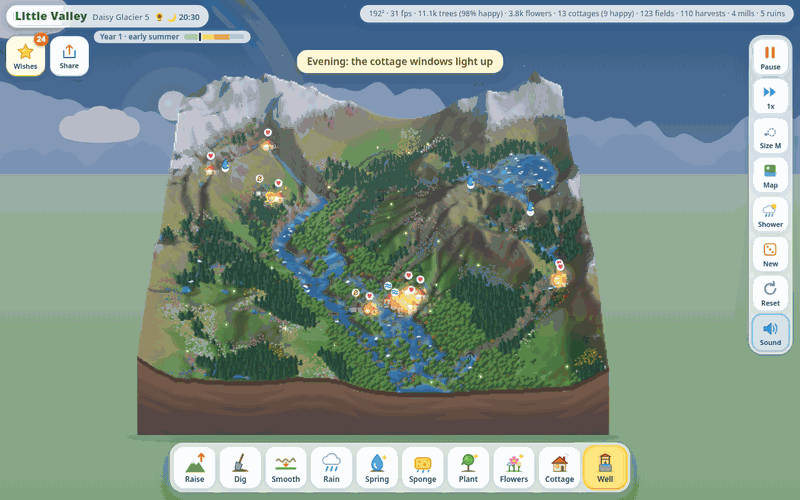 Little Valley Daisy Glacier 5 20:30
192² · 31 fps · 11.1k trees (98% happy) · 3.8k flowers · 13 cottages (9 happy) · 123 fields · 110 harvests · 4 mills · 5 ruins
Year 1 · early summer
24
Wishes
Share
Evening: the cottage windows light up
Pause
1x
Size M
Map
Shower
New
Reset
Sound
Raise
Dig
Smooth
Rain
Spring
Sponge
Plant
Flowers
Cottage
Well